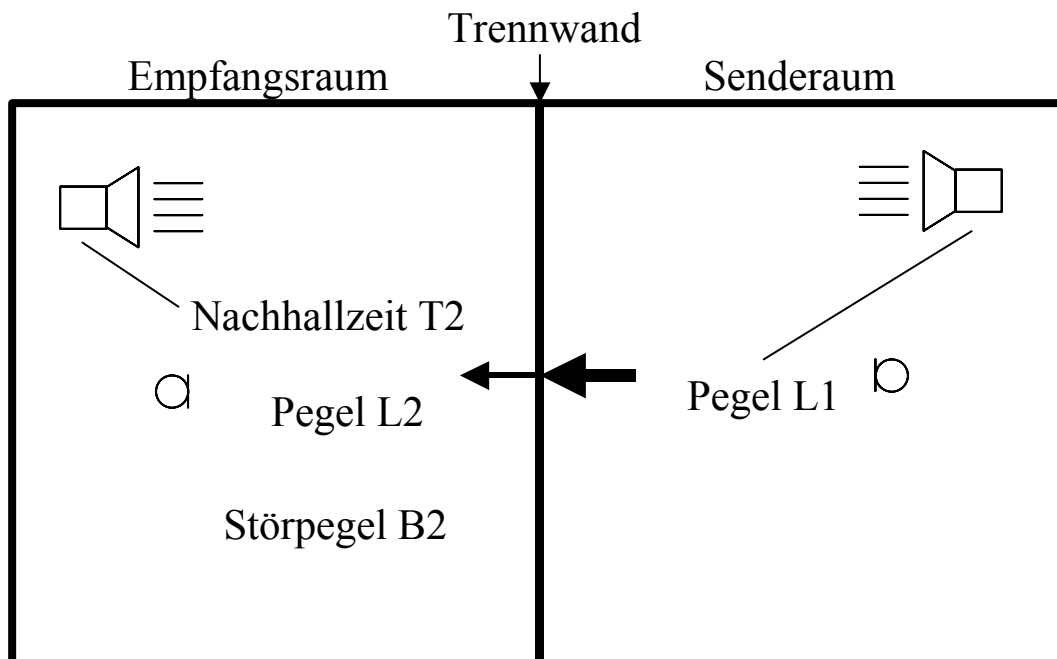 Trennwand
Empfangsraum
Senderaum
Nachhallzeit T2
Pegel L2
Pegel L1
Störpegel B2